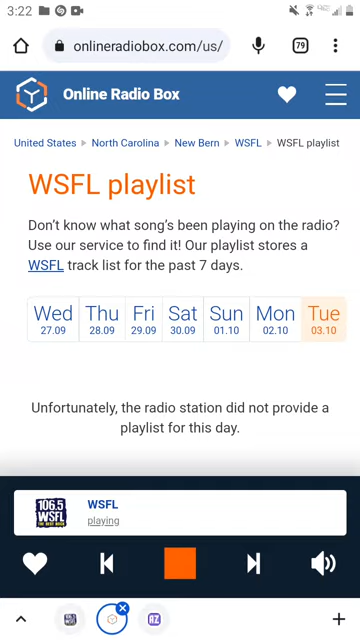 3:22
onlineradiobox.com/us/
79
Online Radio Box
United States North Carolina New Bern WSFL WSFL playlist
WSFL playlist
Don't know what song's been playing on the radio?
Use our service to find it! Our playlist stores a
WSFL track list for the past 7 days.
Wed Thu Fri Sat Sun Mon Tue
27.09 28.09 29.09 30.09 01.10 02.10 03.10
Unfortunately, the radio station did not provide a
playlist for this day.
106.5
WSFL
THE BEST ROCK
WSFL
playing